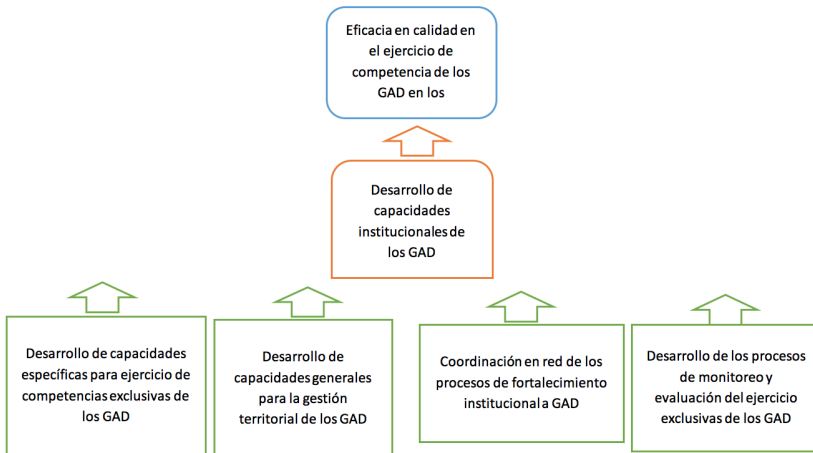 Eficacia en calidad en
el ejercicio de
competencia de los
GAD en los
Desarrollo de
capacidades
institucionales de
los GAD
Desarrollo de capacidades
específicas para ejercicio de
competencias exclusivas de
los GAD
Desarrollo de
capacidades generales
para la gestión
territorial de los GAD
Coordinación en red de los
procesos de fortalecimiento
institucional a GAD
Desarrollo de los procesos
de monitoreo y
evaluación del ejercicio
exclusivas de los GAD